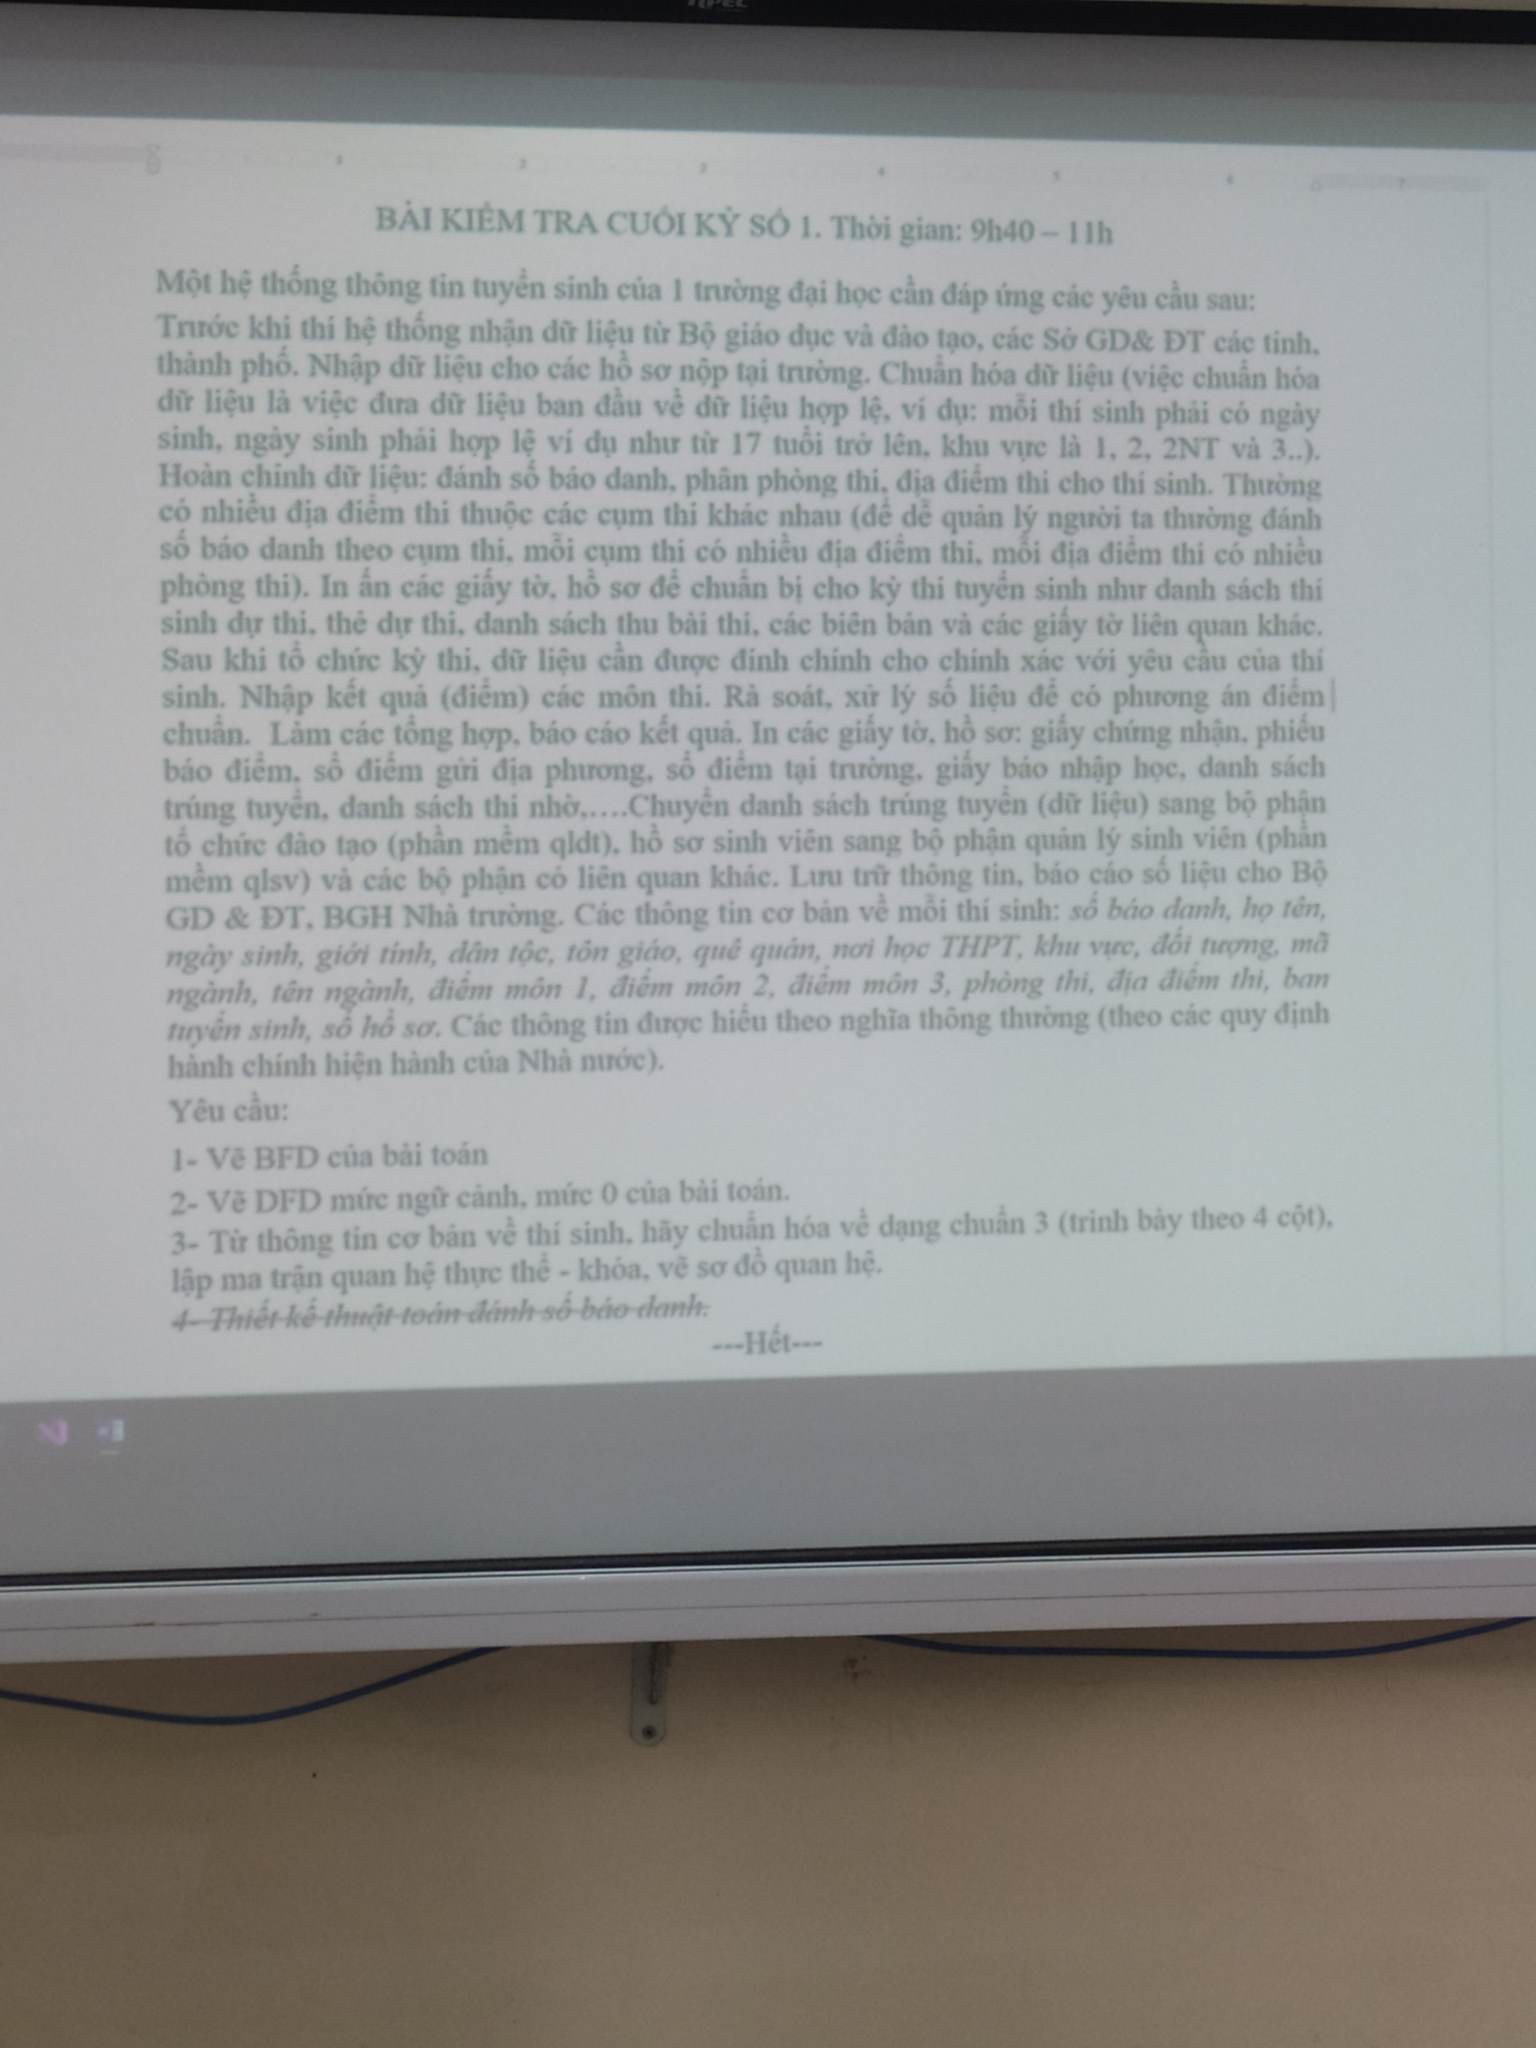 BÀI KIỂM TRA CUỐI KỲ SỐ 1. Thời gian: 9h40 – 11h
Một hệ thống thông tin tuyển sinh của 1 trường đại học cần đáp ứng các yêu cầu sau:
Trước khi thi hệ thống nhận dữ liệu từ Bộ giáo dục và đào tạo, các Sở GD& ĐT các tỉnh,
thành phố. Nhập dữ liệu cho các hồ sơ nộp tại trường. Chuẩn hóa dữ liệu (việc chuẩn hóa
dữ liệu là việc đưa dữ liệu ban đầu về dữ liệu hợp lệ, ví dụ: mỗi thí sinh phải có ngày
sinh, ngày sinh phải hợp lệ ví dụ như từ 17 tuổi trở lên, khu vực là 1, 2, 2NT và 3..).
Hoàn chỉnh dữ liệu: đánh số báo danh, phân phòng thi, địa điểm thi cho thí sinh. Thường
có nhiều địa điểm thi thuộc các cụm thi khác nhau (để dễ quản lý người ta thường đánh
số báo danh theo cụm thi, mỗi cụm thi có nhiều địa điểm thi, mỗi địa điểm thi có nhiều
phòng thi). In ấn các giấy tờ, hồ sơ để chuẩn bị cho kỳ thi tuyển sinh như danh sách thí
sinh dự thi, thẻ dự thi, danh sách thu bài thi, các biên bản và các giấy tờ liên quan khác.
Sau khi tổ chức kỳ thi, dữ liệu cần được đính chính cho chính xác với yêu cầu của thí
sinh. Nhập kết quả (điểm) các môn thi. Rà soát, xử lý số liệu để có phương án điểm
chuẩn. Làm các tổng hợp, báo cáo kết quả. In các giấy tờ, hồ sơ: giấy chứng nhận, phiếu
báo điểm, sổ điểm gửi địa phương, sổ điểm tại trường, giấy báo nhập học, danh sách
trúng tuyển, danh sách thi nhờ,....Chuyển danh sách trúng tuyển (dữ liệu) sang bộ phận
tổ chức đào tạo (phần mềm qldt), hồ sơ sinh viên sang bộ phận quản lý sinh viên (phần
mềm qlsv) và các bộ phận có liên quan khác. Lưu trữ thông tin, báo cáo số liệu cho Bộ
GD & ĐT, BGH Nhà trường. Các thông tin cơ bản về mỗi thí sinh: số báo danh, họ tên,
ngày sinh, giới tính, dân tộc, tôn giáo, quê quán, nơi học THPT, khu vực, đối tượng, mã
ngành, tên ngành, điểm môn 1, điểm môn 2, điểm môn 3, phòng thi, địa điểm thi, ban
tuyển sinh, số hồ sơ. Các thông tin được hiểu theo nghĩa thông thường (theo các quy định
hành chính hiện hành của Nhà nước).
Yêu cầu:
1- Vẽ BFD của bài toán
2- Vẽ DFD mức ngữ cảnh, mức 0 của bài toán.
3- Từ thông tin cơ bản về thí sinh, hãy chuẩn hóa về dạng chuẩn 3 (trình bày theo 4 cột),
lập ma trận quan hệ thực thể - khóa, vẽ sơ đồ quan hệ.
4- Thiết kế thuật toán đánh số báo danh.
---Hết---